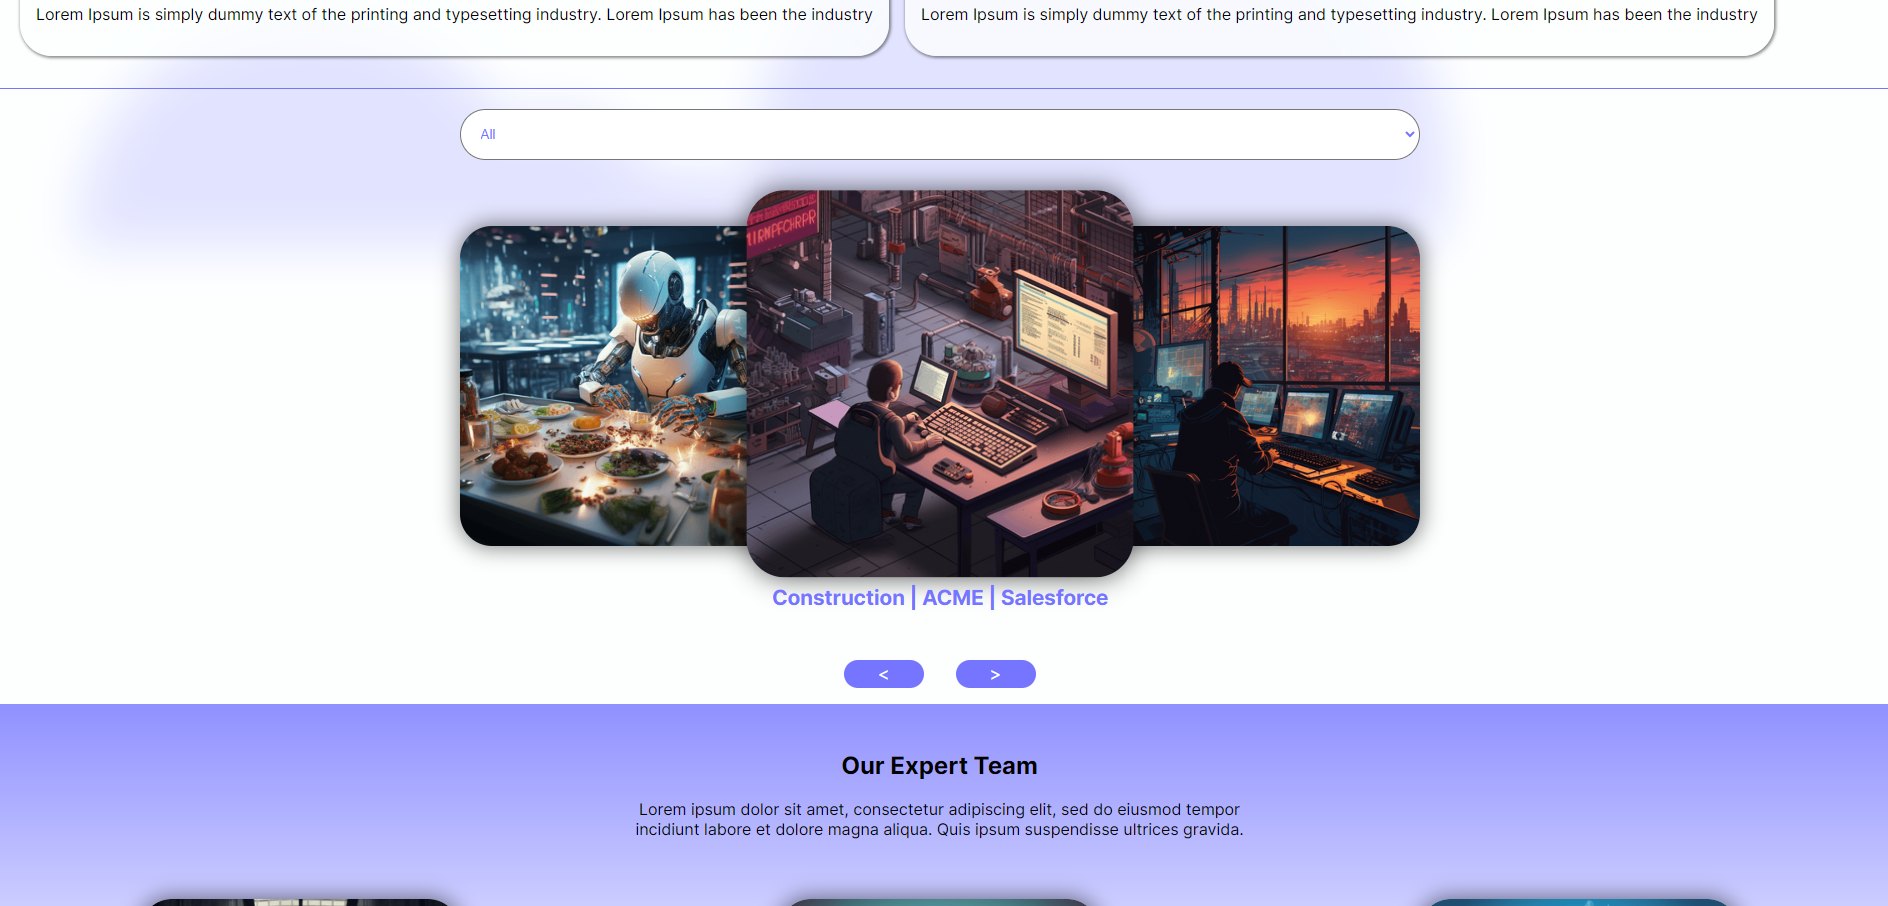 Lorem Ipsum is simply dummy text of the printing and typesetting industry. Lorem Ipsum has been the industry
Lorem Ipsum is simply dummy text of the printing and typesetting industry. Lorem Ipsum has been the industry
All
Construction | ACME | Salesforce
<
>
Our Expert Team
Lorem ipsum dolor sit amet, consectetur adipiscing elit, sed do eiusmod tempor
incidiunt labore et dolore magna aliqua. Quis ipsum suspendisse ultrices gravida.